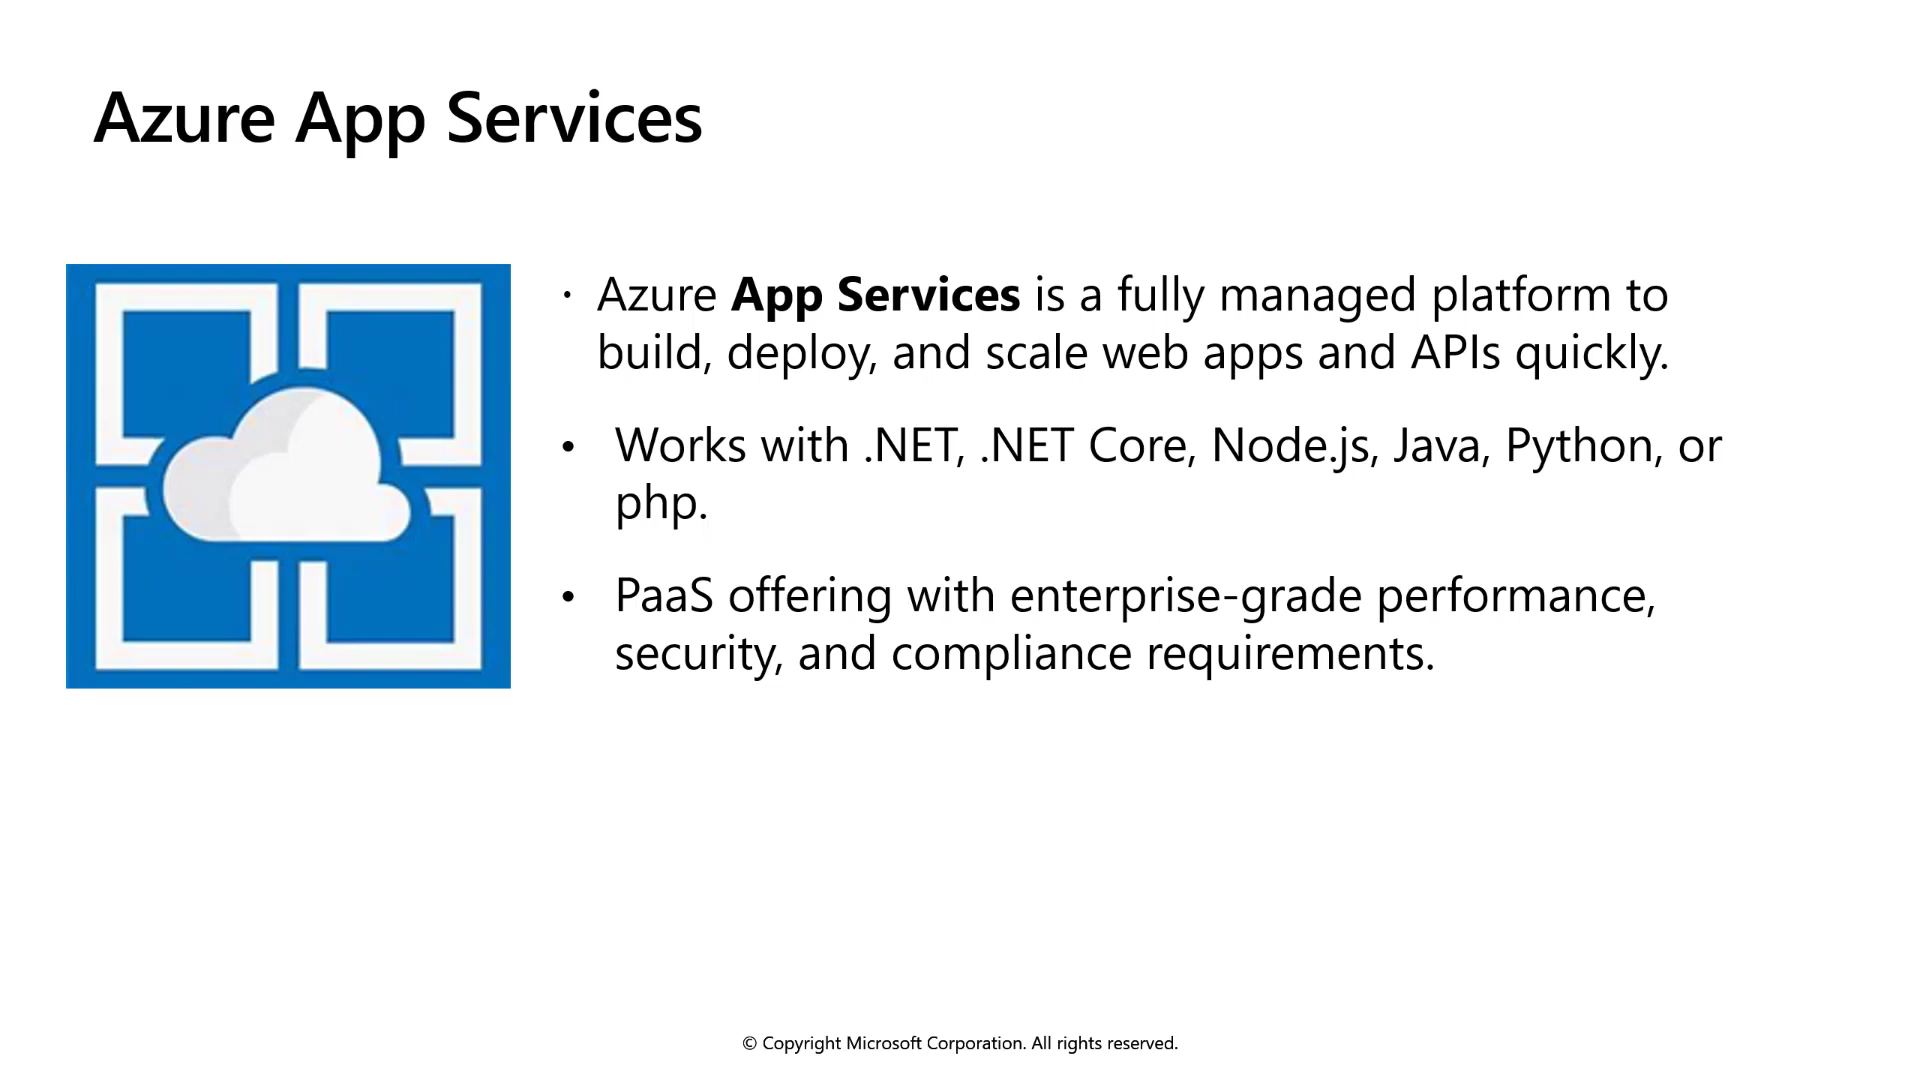 Azure App Services
• Azure App Services is a fully managed platform to
build, deploy, and scale web apps and APIs quickly.
• Works with .NET, .NET Core, Node.js, Java, Python, or
php.
• PaaS offering with enterprise-grade performance,
security, and compliance requirements.
© Copyright Microsoft Corporation. All rights reserved.